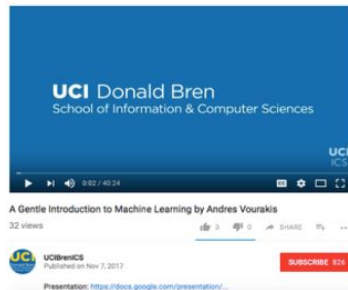 UCI Donald Bren
School of Information & Computer Sciences
UCI
ICS
0:02 / 40:24
A Gentle Introduction to Machine Learning by Andres Vourakis
32 views
3
0
SHARE
UCI
UCIBrenICS
Published on Nov 7, 2017
SUBSCRIBE 826
Presentation: https://docs.google.com/presentation/...